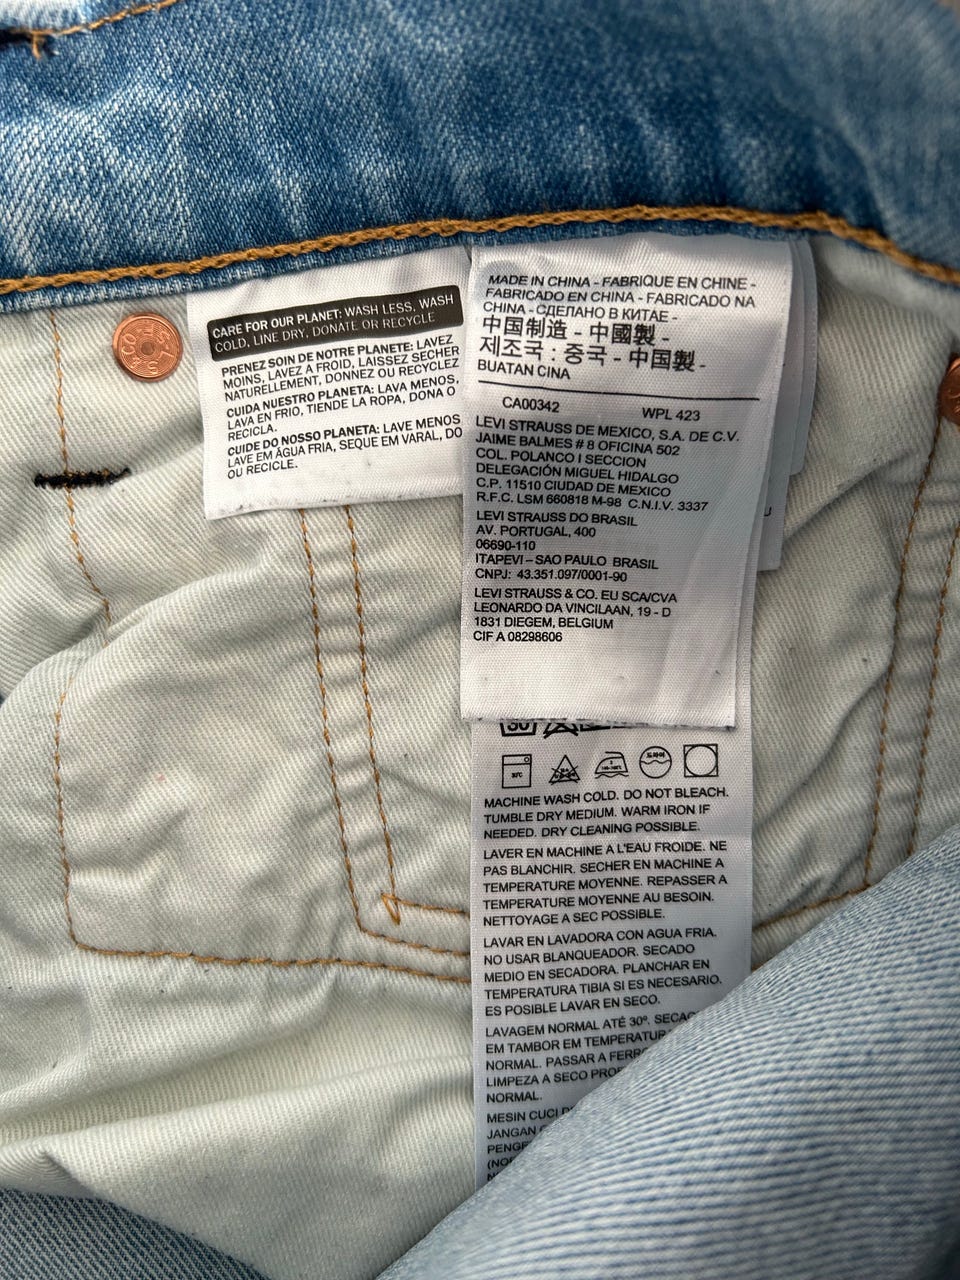 CARE FOR OUR PLANET: WASH LESS, WASH
COLD, LINE DRY, DONATE OR RECYCLE
PRENEZ SOIN DE NOTRE PLANETE: LAVEZ
MOINS, LAVEZ A FROID, LAISSEZ SECHER
NATURELLEMENT, DONNEZ OU RECYCLEZ
CUIDA NUESTRO PLANETA: LAVA MENOS,
LAVA EN FRIO, TIENDE LA ROPA, DONA O
RECICLA.
CUIDE DO NOSSO PLANETA: LAVE MENOS
LAVE EM ÁGUA FRIA, SEQUE EM VARAL, DO
OU RECICLE.
MADE IN CHINA - FABRIQUE EN CHINE -
FABRICADO EN CHINA - FABRICADO NA
CHINA - СДЕЛАНО В КИТАЕ -
中国制造 - 中國製 -
제조국 : 중국 - 中国製 -
BUATAN CINA
CA00342 WPL 423
LEVI STRAUSS DE MEXICO, S.A. DE C.V.
JAIME BALMES # 8 OFICINA 502
COL. POLANCO I SECCION
DELEGACIÓN MIGUEL HIDALGO
C.P. 11510 CIUDAD DE MEXICO
R.F.C. LSM 660818 M-98 C.N.I.V. 3337
LEVI STRAUSS DO BRASIL
AV. PORTUGAL, 400
06690-110
ITAPEVI – SAO PAULO BRASIL
CNPJ: 43.351.097/0001-90
LEVI STRAUSS & CO. EU SCA/CVA
LEONARDO DA VINCILAAN, 19 - D
1831 DIEGEM, BELGIUM
CIF A 08298606
30°C
MACHINE WASH COLD. DO NOT BLEACH.
TUMBLE DRY MEDIUM. WARM IRON IF
NEEDED. DRY CLEANING POSSIBLE.
LAVER EN MACHINE A L'EAU FROIDE. NE
PAS BLANCHIR. SECHER EN MACHINE A
TEMPERATURE MOYENNE. REPASSER A
TEMPERATURE MOYENNE AU BESOIN.
NETTOYAGE A SEC POSSIBLE.
LAVAR EN LAVADORA CON AGUA FRIA.
NO USAR BLANQUEADOR. SECADO
MEDIO EN SECADORA. PLANCHAR EN
TEMPERATURA TIBIA SI ES NECESARIO.
ES POSIBLE LAVAR EN SECO.
LAVAGEM NORMAL ATÉ 30º. SECAG
EM TAMBOR EM TEMPERATURA
NORMAL. PASSAR A FERRO
LIMPEZA A SECO PROF
NORMAL.
MESIN CUCI
JANGAN
PENGE